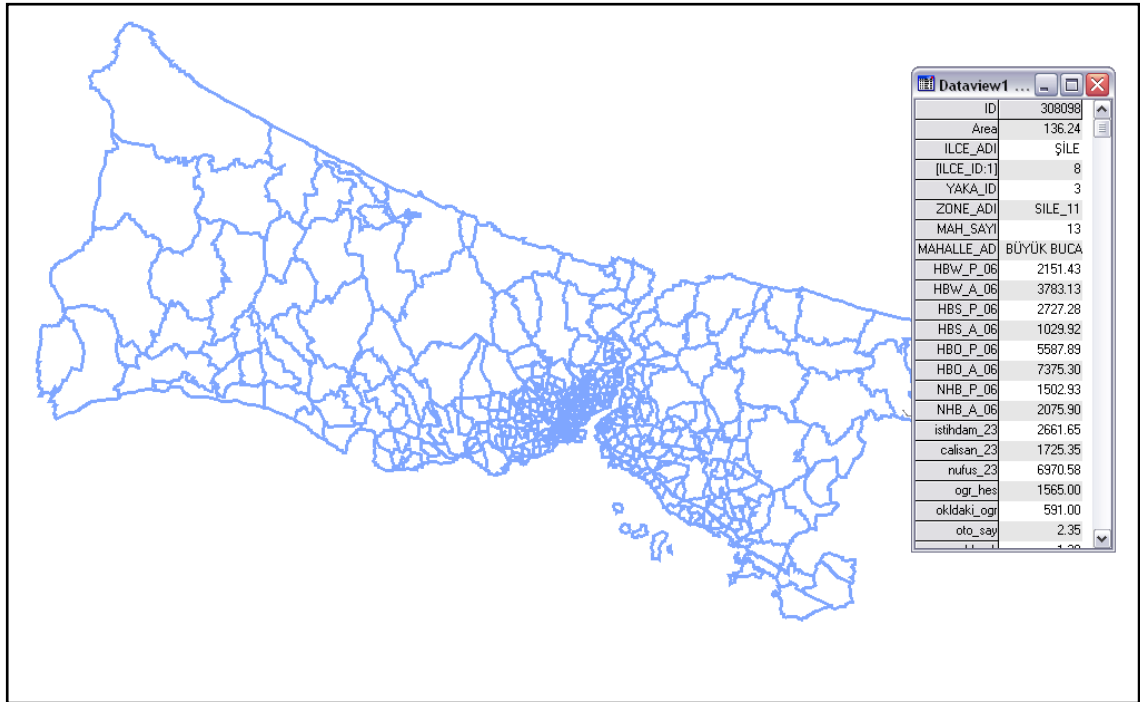 Dataview1 ...
ID 308098
Area 136.24
ILCE_ADI ŞİLE
[ILCE_ID:1] 8
YAKA_ID 3
ZONE_ADI SILE_11
MAH_SAYI 13
MAHALLE_AD BÜYÜK BUCA
HBW_P_06 2151.43
HBW_A_06 3783.13
HBS_P_06 2727.28
HBS_A_06 1029.92
HBO_P_06 5587.89
HBO_A_06 7375.30
NHB_P_06 1502.93
NHB_A_06 2075.90
istihdam_23 2661.65
calisan_23 1725.35
nufus_23 6970.58
ogr_hes 1565.00
okldaki_ogr 591.00
oto_say 2.35